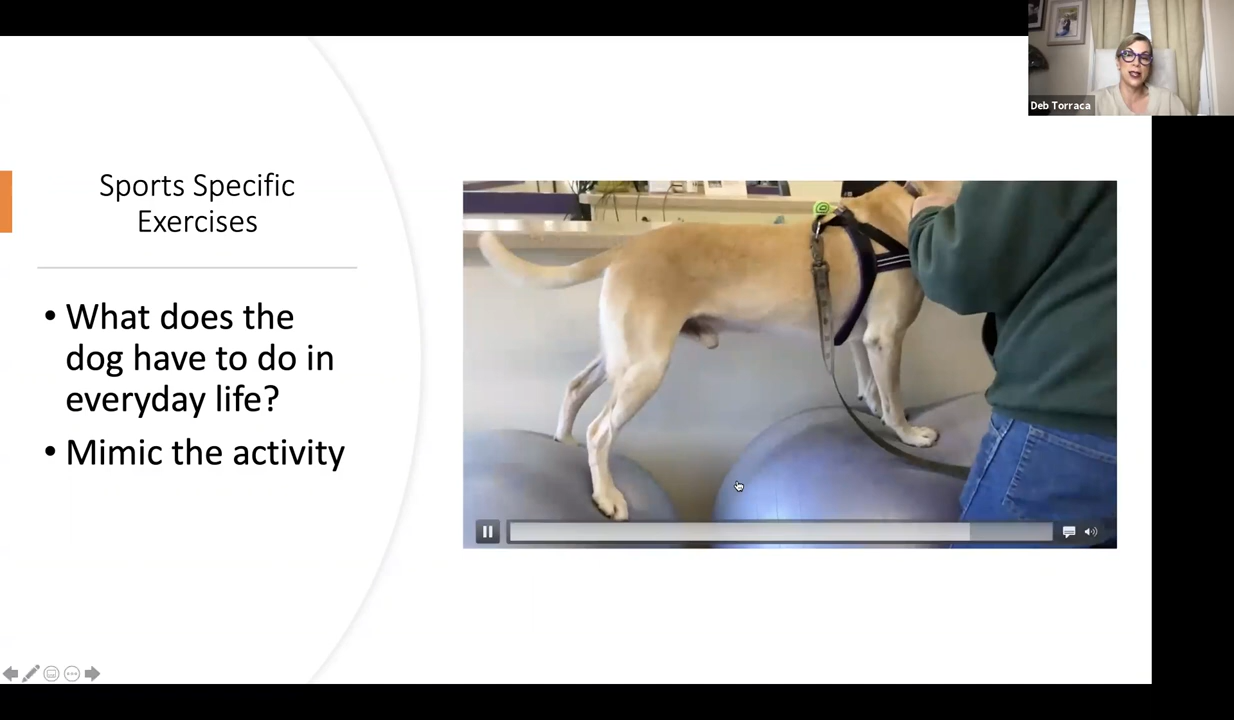 Deb Torraca
Sports Specific
Exercises
• What does the
dog have to do in
everyday life?
• Mimic the activity